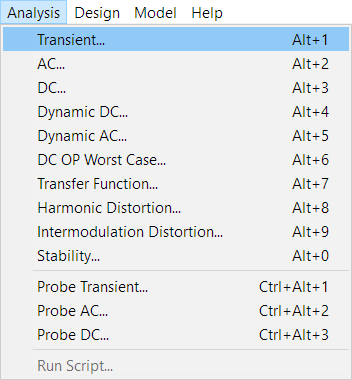 Analysis Design Model Help
Transient... Alt+1
AC... Alt+2
DC... Alt+3
Dynamic DC... Alt+4
Dynamic AC... Alt+5
DC OP Worst Case... Alt+6
Transfer Function... Alt+7
Harmonic Distortion... Alt+8
Intermodulation Distortion... Alt+9
Stability... Alt+0
Probe Transient... Ctrl+Alt+1
Probe AC... Ctrl+Alt+2
Probe DC... Ctrl+Alt+3
Run Script...